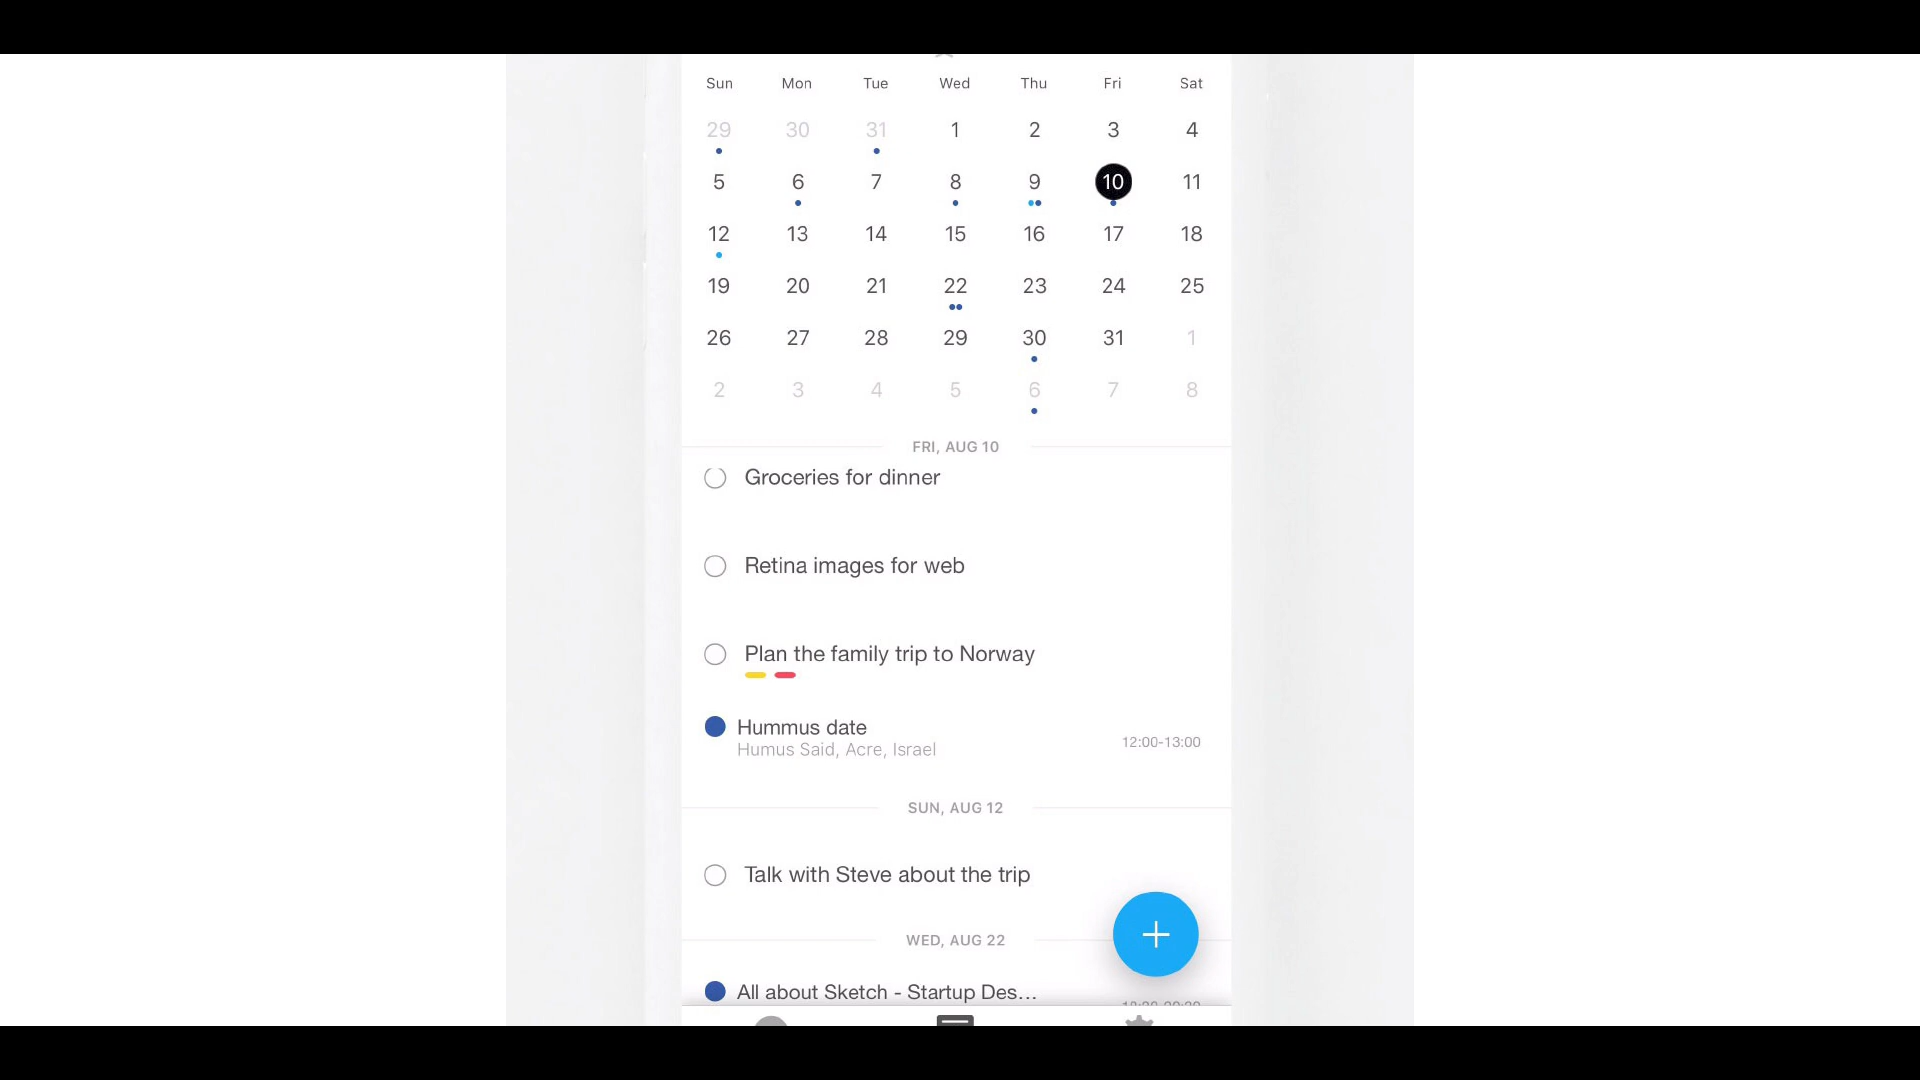 Sun Mon Tue Wed Thu Fri Sat
29 30 31 1 2 3 4
5 6 7 8 9 10 11
12 13 14 15 16 17 18
19 20 21 22 23 24 25
26 27 28 29 30 31 1
2 3 4 5 6 7 8
FRI, AUG 10
Groceries for dinner
Retina images for web
Plan the family trip to Norway
Hummus date
Humus Said, Acre, Israel
12:00-13:00
SUN, AUG 12
Talk with Steve about the trip
WED, AUG 22
All about Sketch - Startup Des...